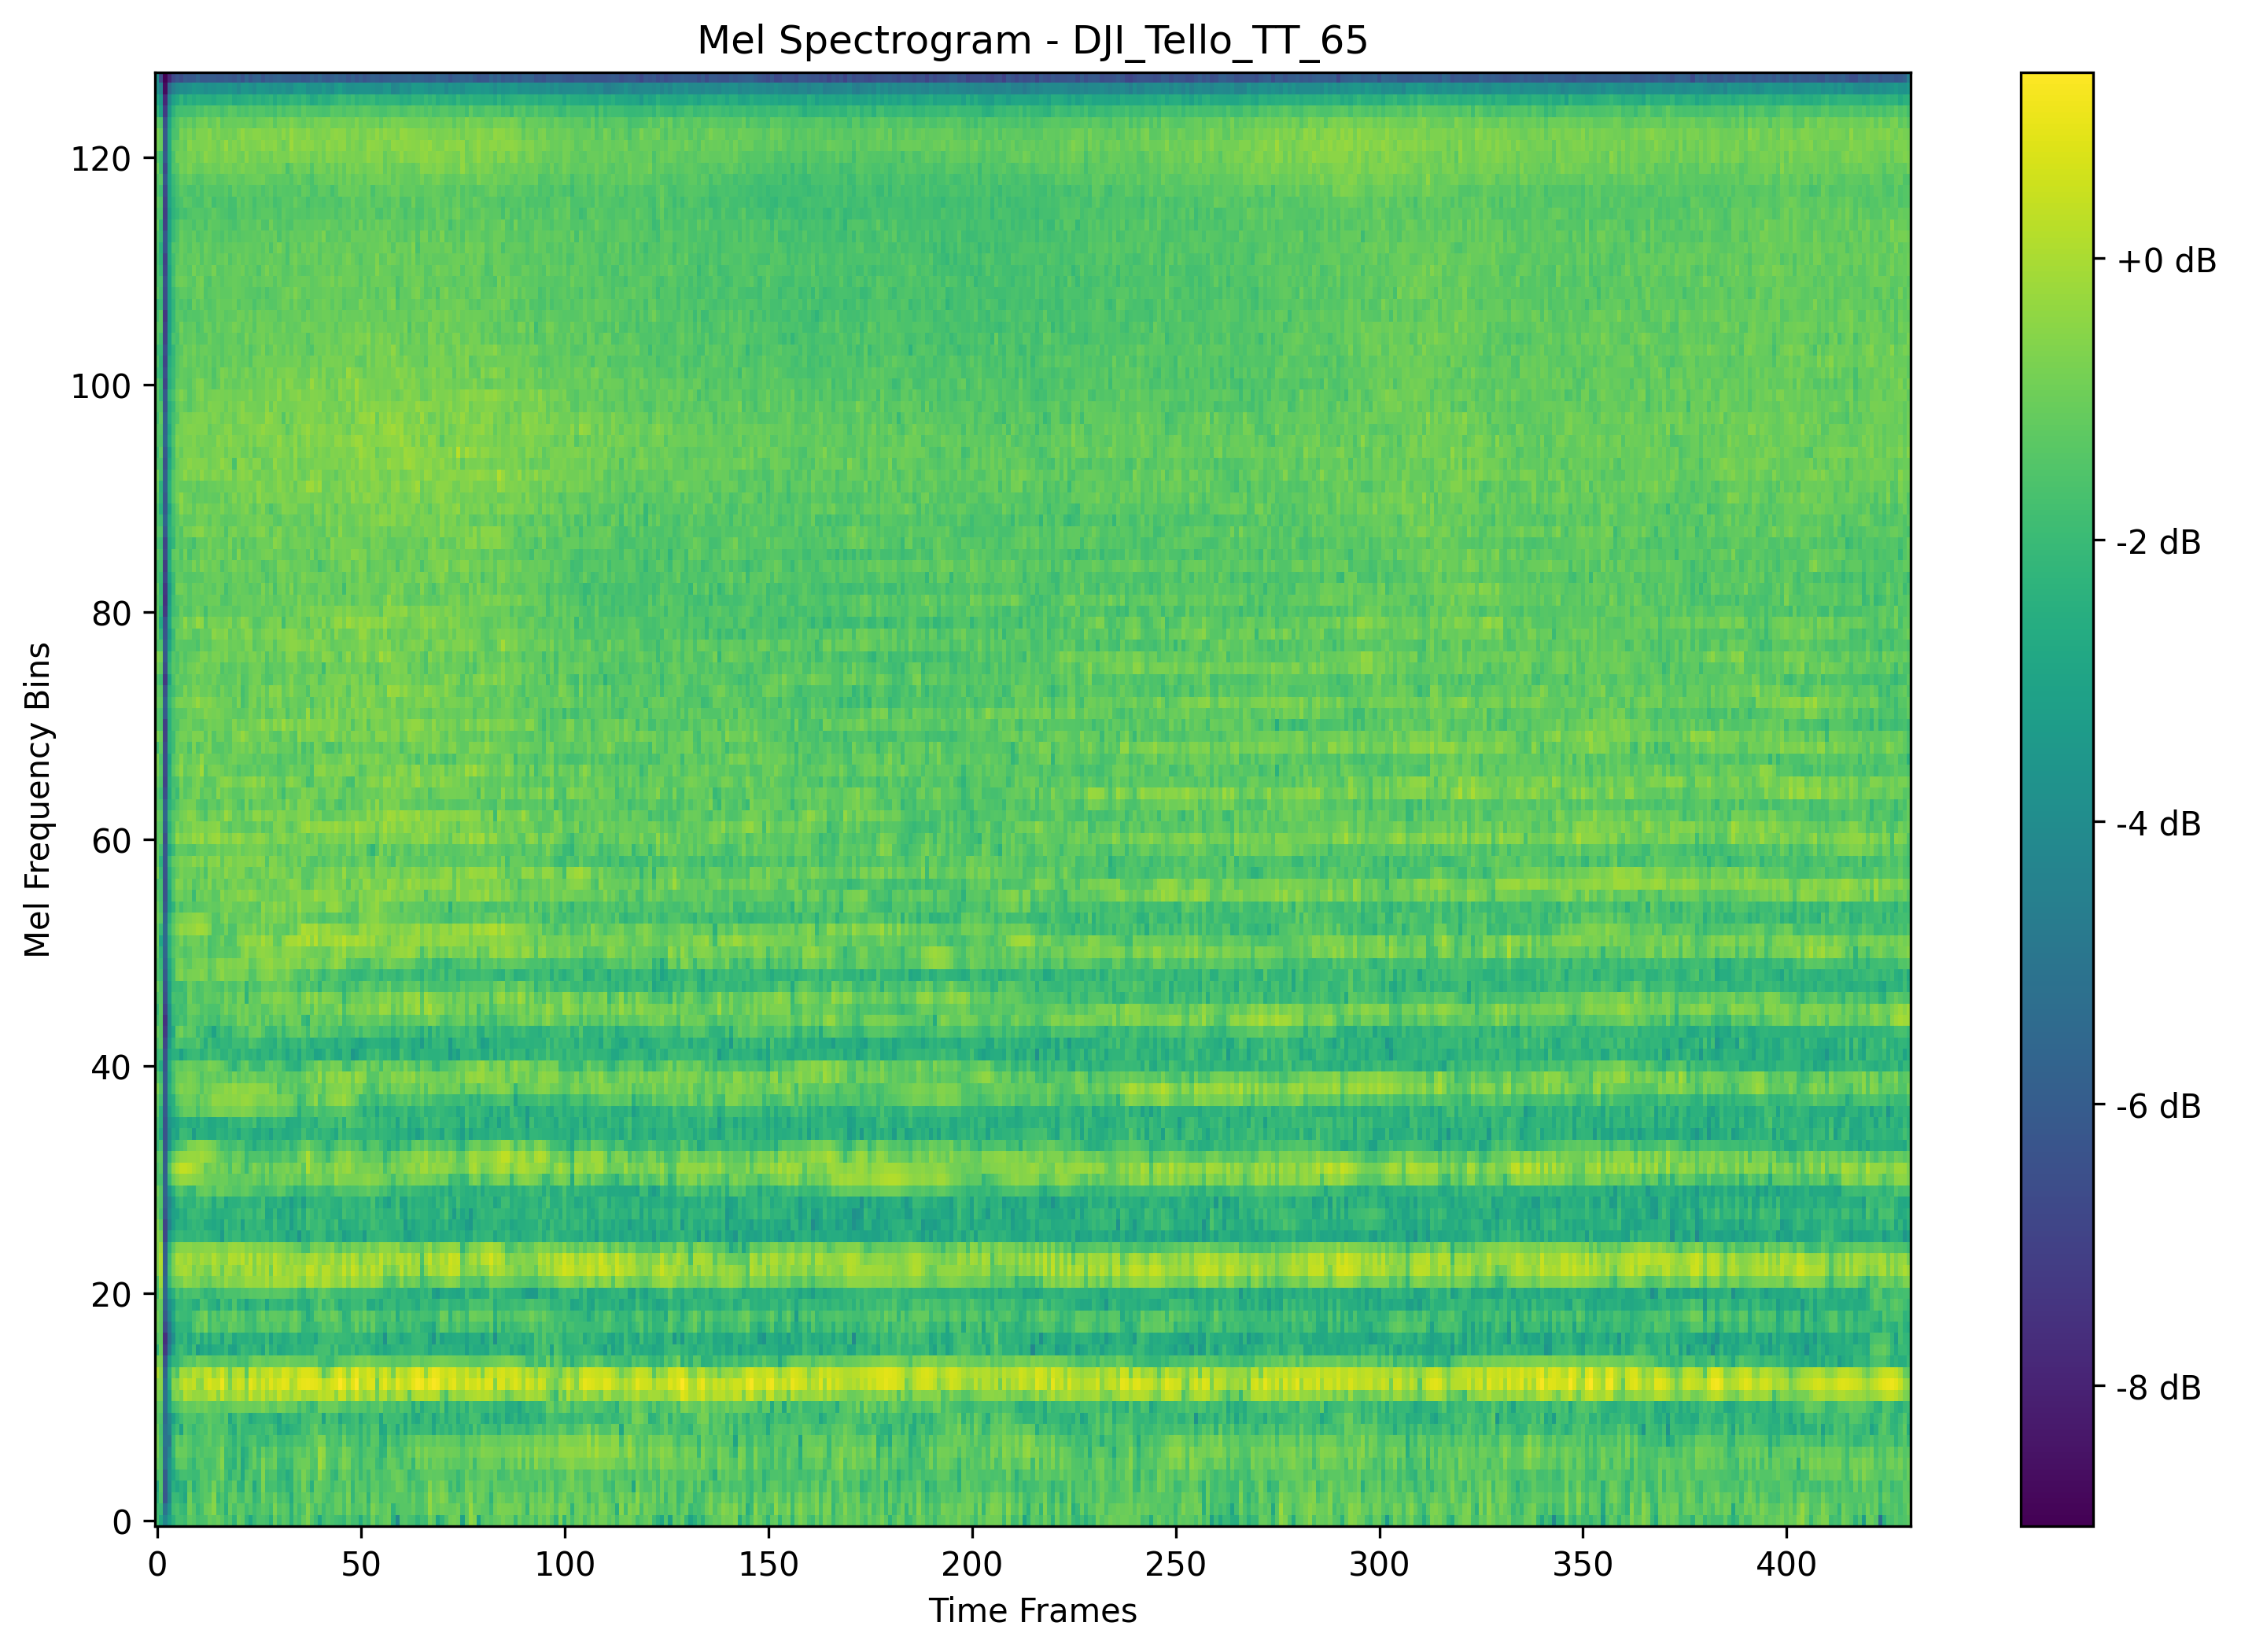 Mel Spectrogram - DJI_Tello_TT_65
Mel Frequency Bins
120
100
80
60
40
20
0
0 50 100 150 200 250 300 350 400
Time Frames
+0 dB
-2 dB
-4 dB
-6 dB
-8 dB